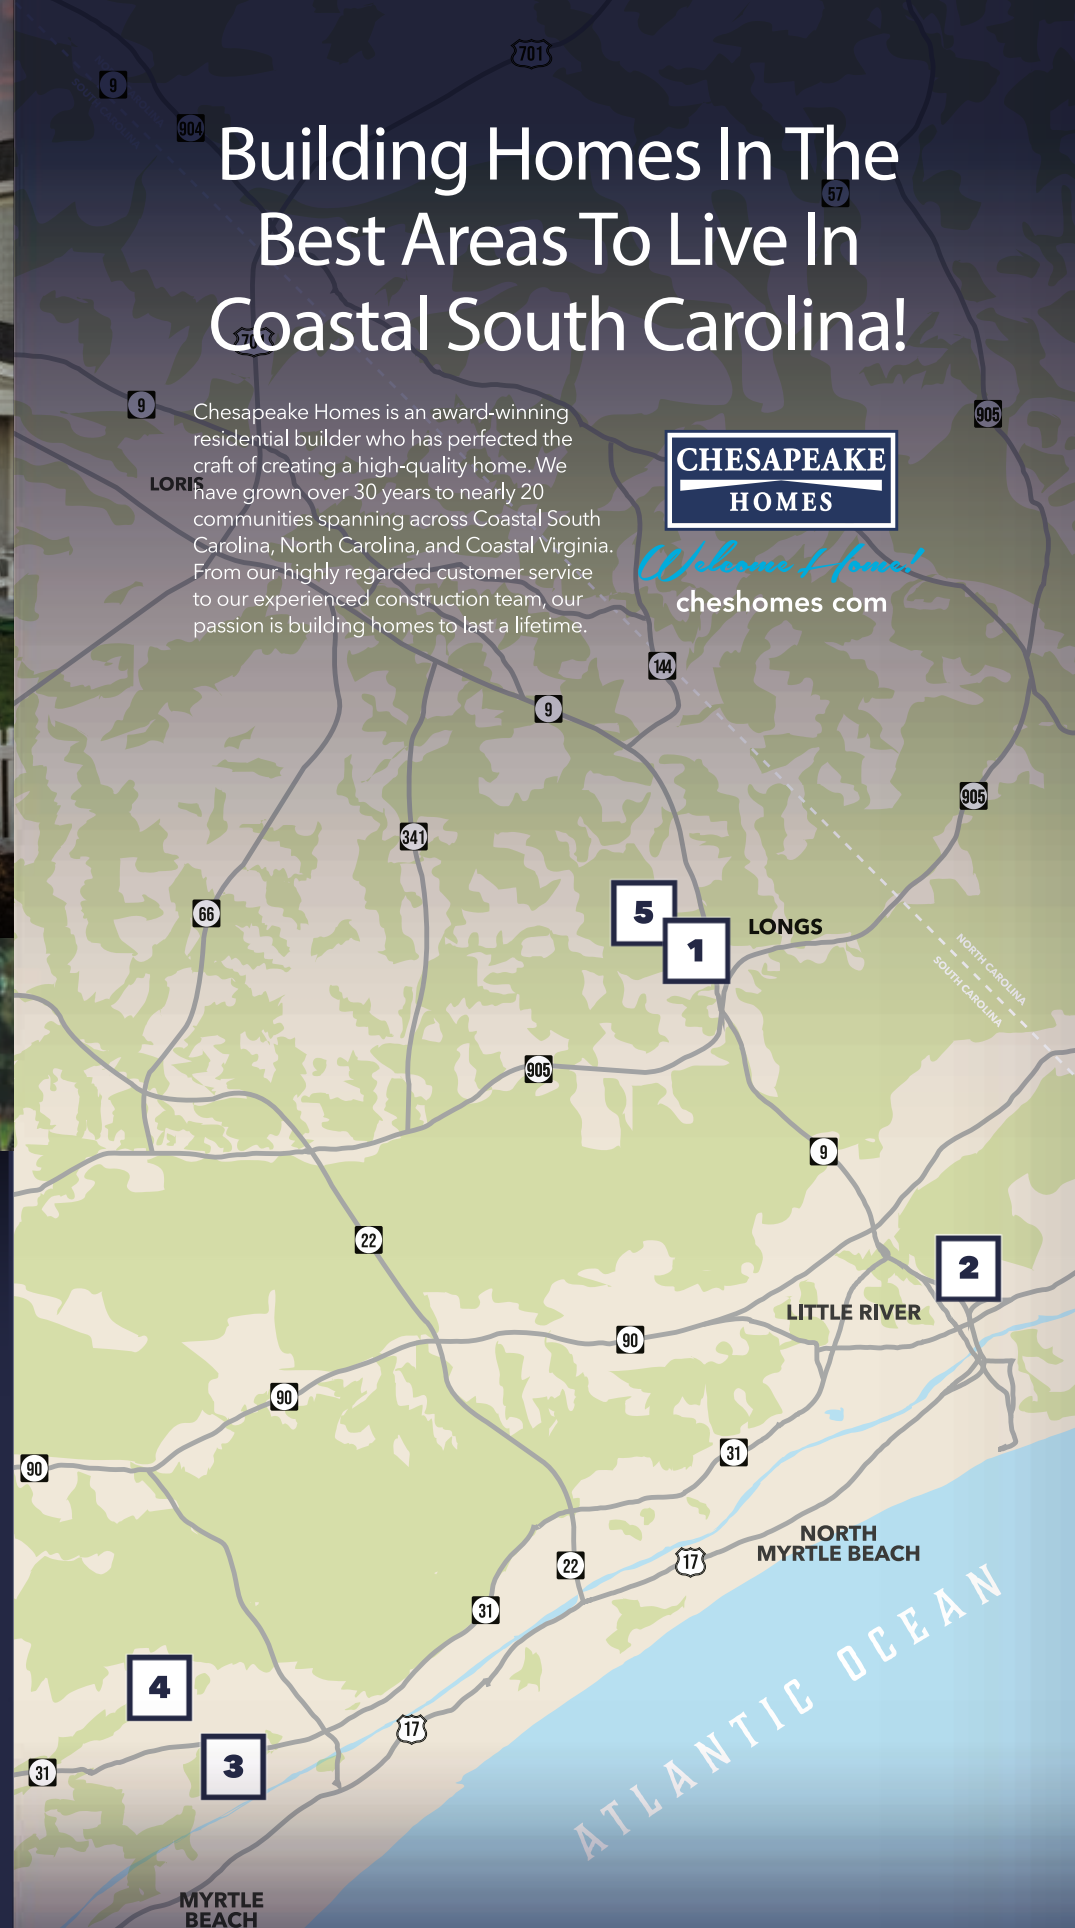 701
9
904
Building Homes In The
57
Best Areas To Live In
Coastal South Carolina!
701
9
905
Chesapeake Homes is an award-winning
residential builder who has perfected the
craft of creating a high-quality home. We
have grown over 30 years to nearly 20
communities spanning across Coastal South
Carolina, North Carolina, and Coastal Virginia.
From our highly regarded customer service
to our experienced construction team, our
passion is building homes to last a lifetime.
LORIS
CHESAPEAKE
HOMES
Welcome Home!
cheshomes com
144
9
905
341
66
5
1
LONGS
NORTH CAROLINA
SOUTH CAROLINA
905
9
22
2
LITTLE RIVER
90
90
31
90
NORTH
MYRTLE BEACH
22
17
31
ATLANTIC OCEAN
4
17
3
31
MYRTLE
BEACH